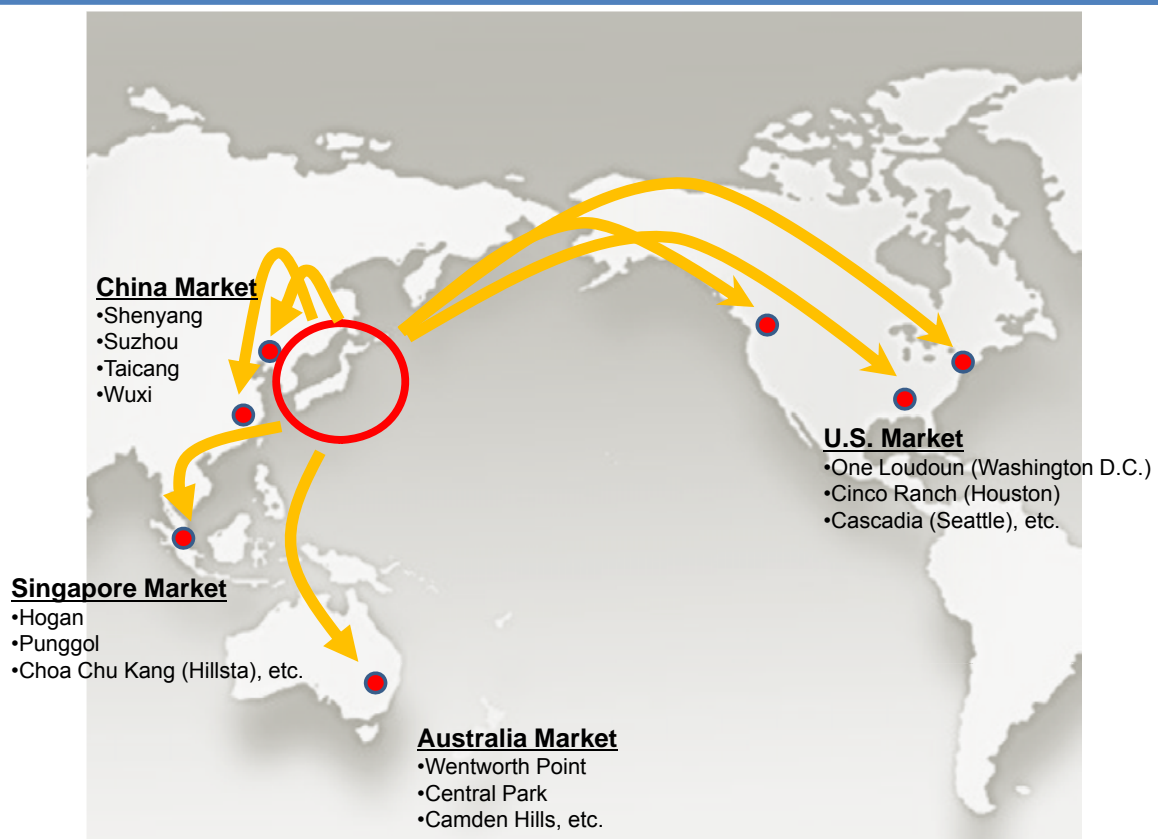 China Market
•Shenyang
•Suzhou
•Taicang
•Wuxi
U.S. Market
•One Loudoun (Washington D.C.)
•Cinco Ranch (Houston)
•Cascadia (Seattle), etc.
Singapore Market
•Hogan
•Punggol
•Choa Chu Kang (Hillsta), etc.
Australia Market
•Wentworth Point
•Central Park
•Camden Hills, etc.